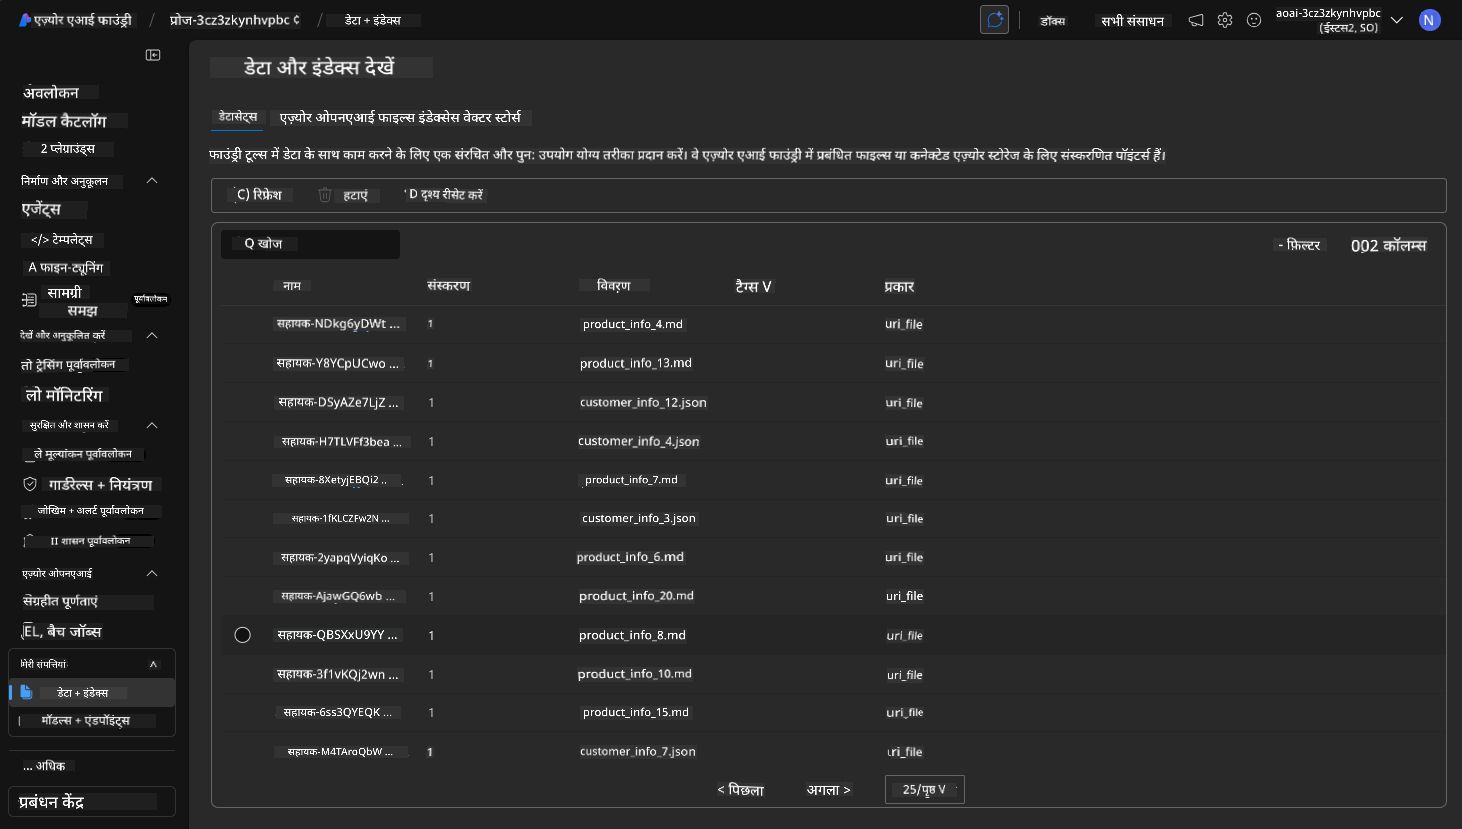 एज़्योर एआई फाउंड्री / प्रोज-3cz3zkynhvpbc ¢ / डेटा + इंडेक्स
डॉक्स सभी संसाधन aoai-3cz3zkynhvpbc
(ईस्टस2, SO) N
अवलोकन
मॉडल कैटलॉग
2 प्लेग्राउंड्स
निर्माण और अनुकूलन
एजेंट्स
</> टेम्पलेट्स
A फाइन-ट्यूनिंग
सामग्री
समझ पूर्वावलोकन
देखें और अनुकूलित करें
तो ट्रेसिंग पूर्वावलोकन
लो मॉनिटरिंग
सुरक्षित और शासन करें
_ले मूल्यांकन पूर्वावलोकन
गार्डरेल्स + नियंत्रण
जोखिम + अलर्ट पूर्वावलोकन
II शासन पूर्वावलोकन
एज़्योर ओपनएआई
संग्रहीत पूर्णताएं
EL, बैच जॉब्स
मेरी संपत्तियां ^
डेटा + इंडेक्स
मॉडल्स + एंडपॉइंट्स
... अधिक
प्रबंधन केंद्र
डेटा और इंडेक्स देखें
डेटासेट्स एज़्योर ओपनएआई फाइल्स इंडेक्सेस वेक्टर स्टोर्स
फाउंड्री टूल्स में डेटा के साथ काम करने के लिए एक संरचित और पुन: उपयोग योग्य तरीका प्रदान करें। वे एज़्योर एआई फाउंड्री में प्रबंधित फाइल्स या कनेक्टेड एज़्योर स्टोरेज के लिए संस्करणित पॉइंटर्स हैं।
C) रिफ्रेश हटाएं 'D दृश्य रीसेट करें
Q खोज - फ़िल्टर 002 कॉलम्स
नाम संस्करण विवरण टैग्स V प्रकार
सहायक-NDkg6yDWt ... 1 product_info_4.md uri_file
सहायक-Y8YCpUCwo ... 1 product_info_13.md uri_file
सहायक-DSyAZe7LjZ ... 1 customer_info_12.json uri_file
सहायक-H7TLVFf3bea ... 1 customer_info_4.json uri_file
सहायक-8XetyjEBQi2 .. 1 product_info_7.md uri_file
सहायक-1fKLCZFw2N ... 1 customer_info_3.json uri_file
सहायक-2yapqVyiqKo ... 1 product_info_6.md uri_file
सहायक-AjawGQ6wb ... 1 product_info_20.md uri_file
सहायक-QBSXxU9YY ... 1 product_info_8.md uri_file
सहायक-3f1vKQj2wn ... 1 product_info_10.md uri_file
सहायक-6ss3QYEQK ... 1 product_info_15.md uri_file
सहायक-M4TAroQbW ... 1 customer_info_7.json uri_file
< पिछला अगला > 25/पृष्ठ V